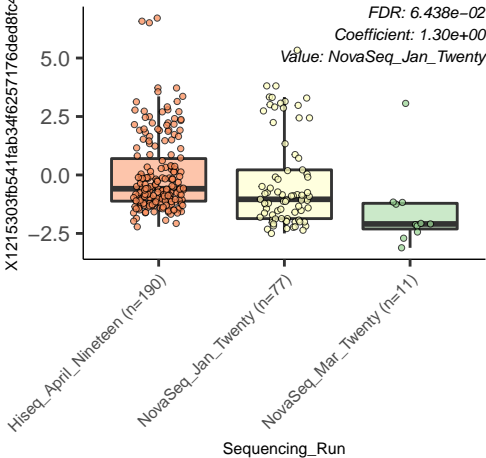 FDR: 6.438e−02
Coefficient: 1.30e+00
Value: NovaSeq_Jan_Twenty
X1215303fb541fab34f6257176ded8fc4
5.0
2.5
0.0
−2.5
Hiseq_April_Nineteen (n=190)
NovaSeq_Jan_Twenty (n=77)
NovaSeq_Mar_Twenty (n=11)
Sequencing_Run